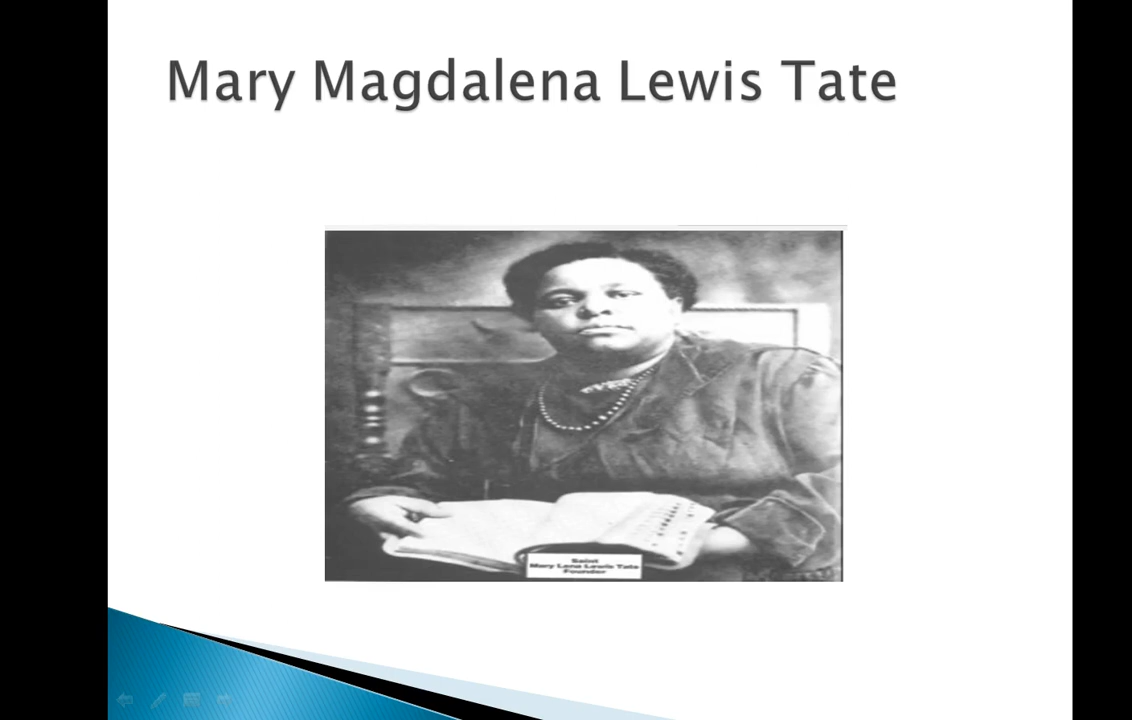 Mary Magdalena Lewis Tate
Saint
Mary Lena Lewis Tate
Founder